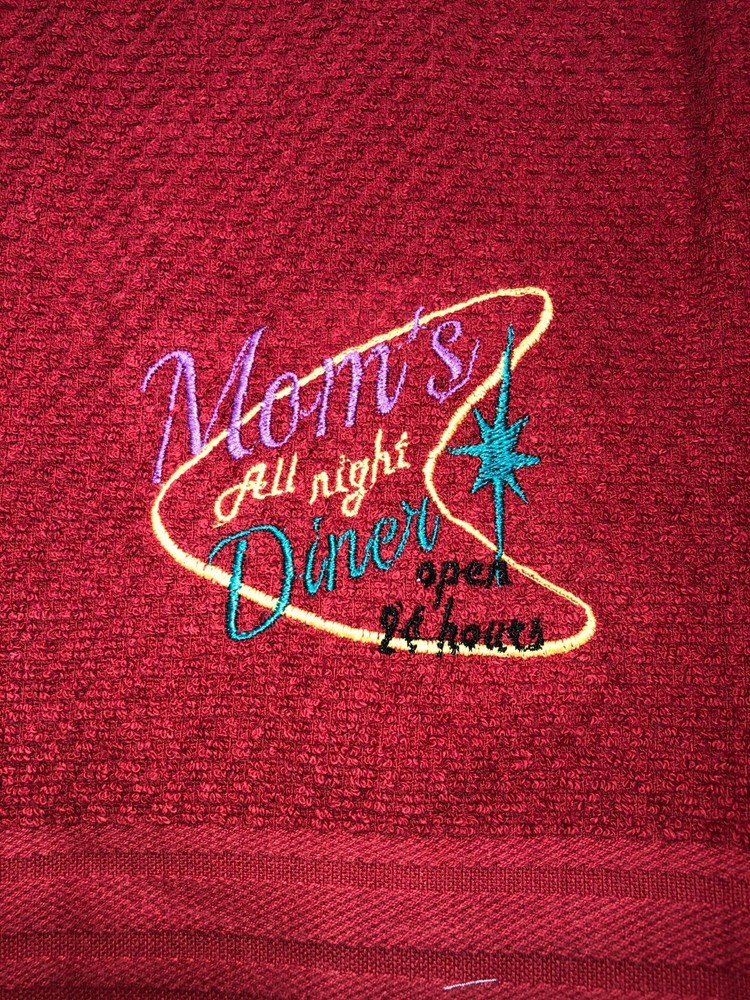 Mom's
All night
Diner
open
24 hours